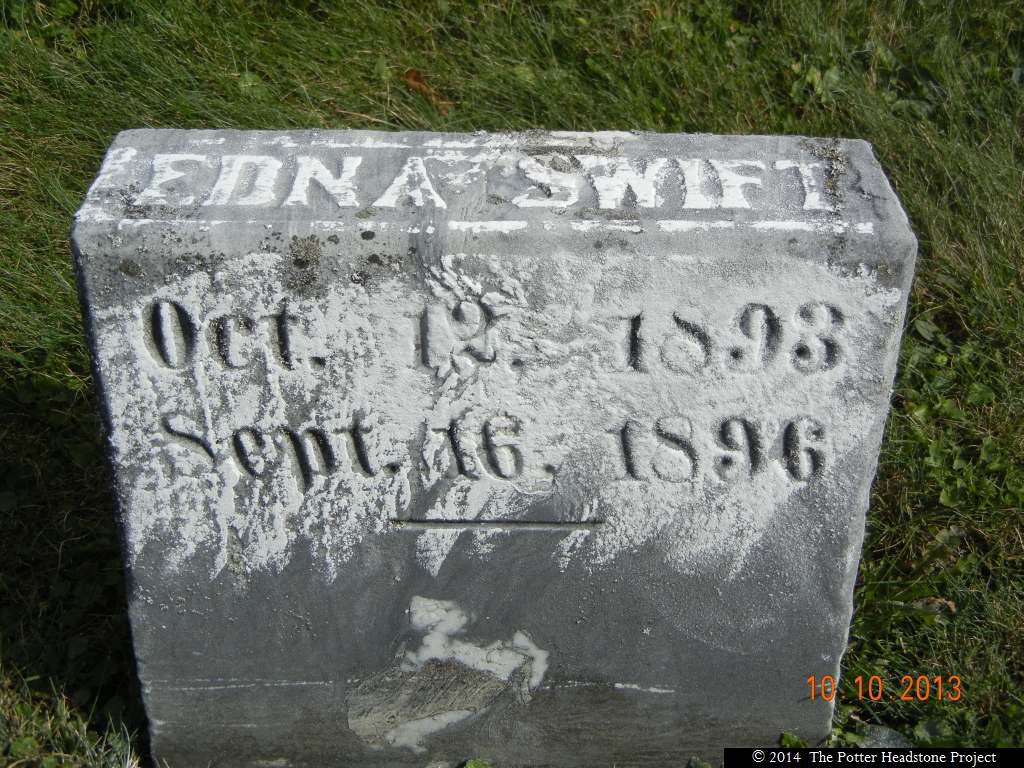 EDNA SWIFT
Oct. 12. 1893
Sept. 16. 1896
10.10.2013
© 2014 The Potter Headstone Project